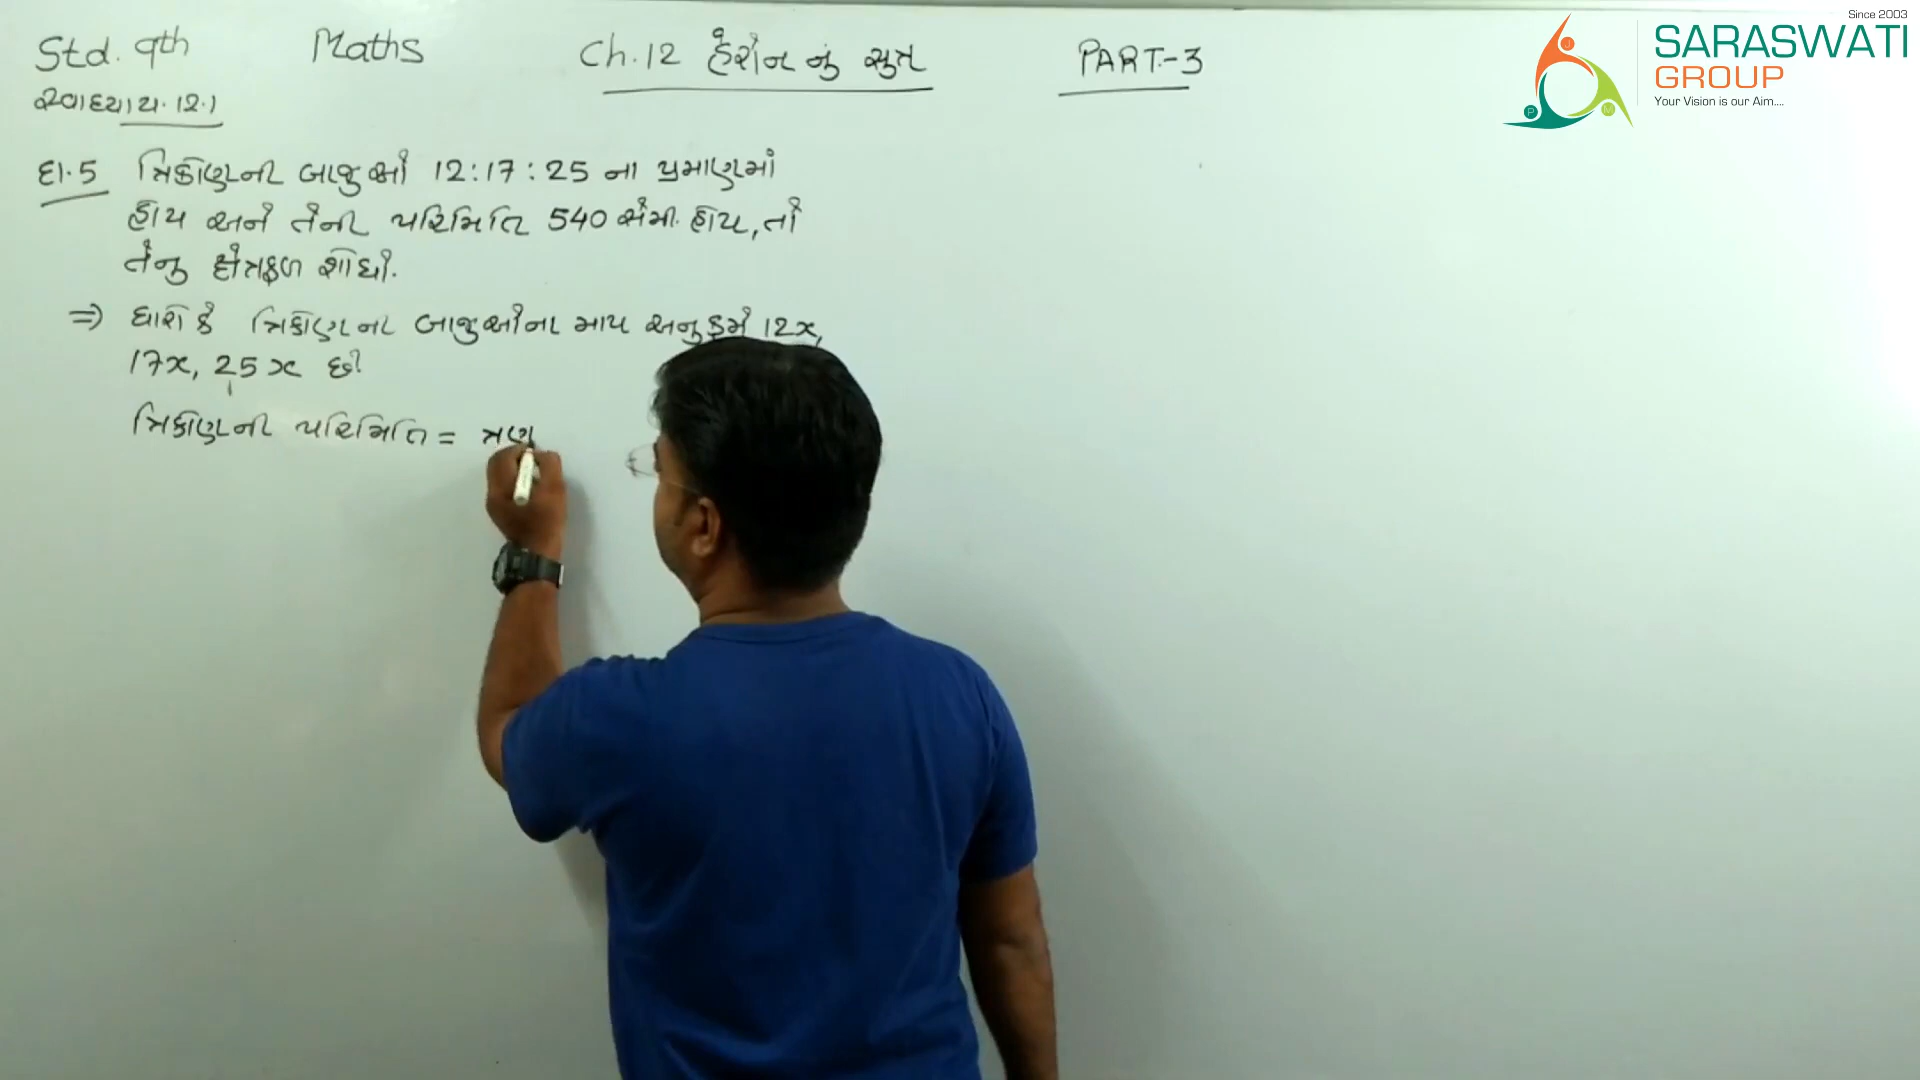 Std. 9th Maths Ch.12 હેરોનનું સુત્ર PART-3
સ્વાધ્યાય.12.1
દા.5 ત્રિકોણની બાજુઓ 12:17:25 ના પ્રમાણમાં
હોય અને તેની પરિમિતિ 540 સેમી. હોય, તો
તેનુ ક્ષેત્રફળ શોધો.
⇒ ધારો કે ત્રિકોણના બાજુઓના માપ અનુક્રમે 12x,
17x, 25x છે.
ત્રિકોણની પરિમિતિ = ત્રણ
Since 2003
SARASWATI
GROUP
Your Vision is our Aim....
J
P
M